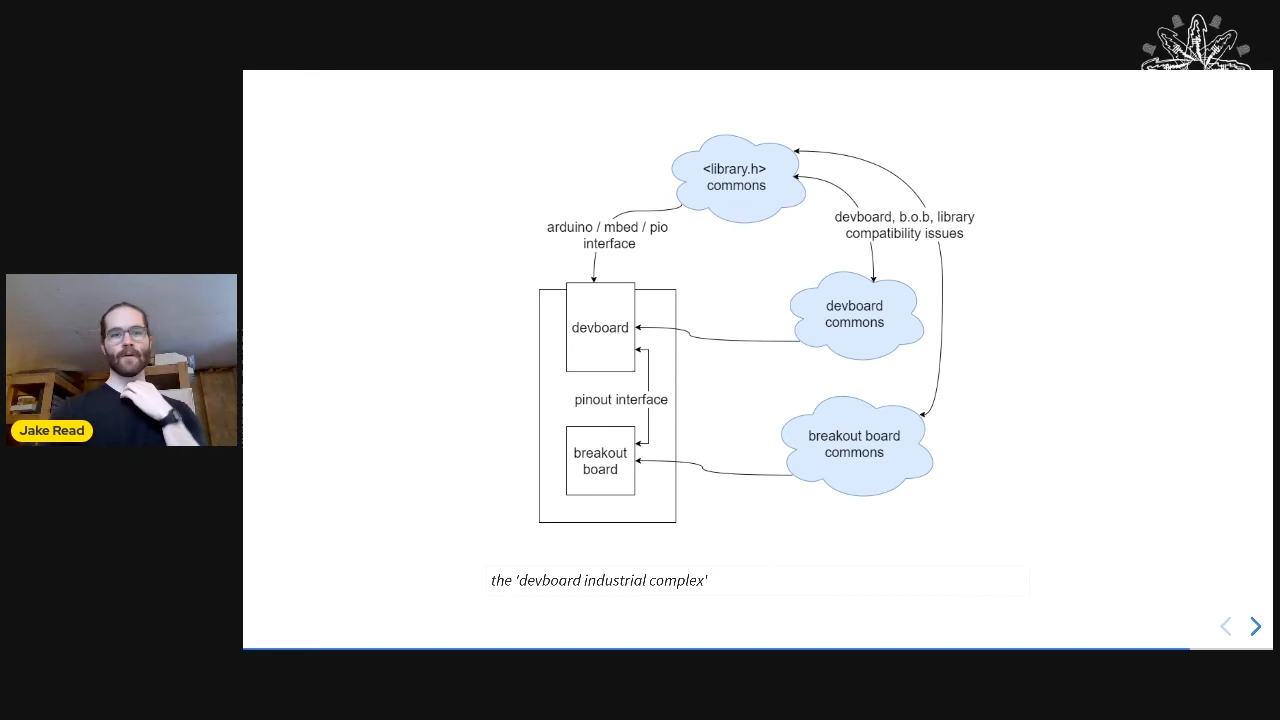 <library.h>
commons
arduino / mbed / pio
interface
devboard, b.o.b, library
compatibility issues
devboard
devboard
commons
pinout interface
breakout
board
breakout board
commons
Jake Read
the 'devboard industrial complex'